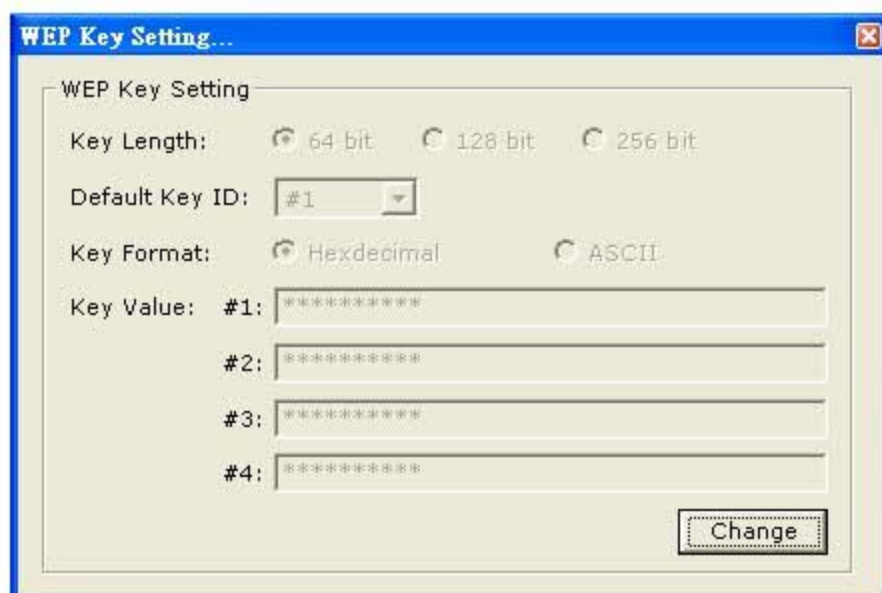 WEP Key Setting...
WEP Key Setting
Key Length: 64 bit 128 bit 256 bit
Default Key ID: #1
Key Format: Hexdecimal ASCII
Key Value: #1: **********
#2: **********
#3: **********
#4: **********
Change